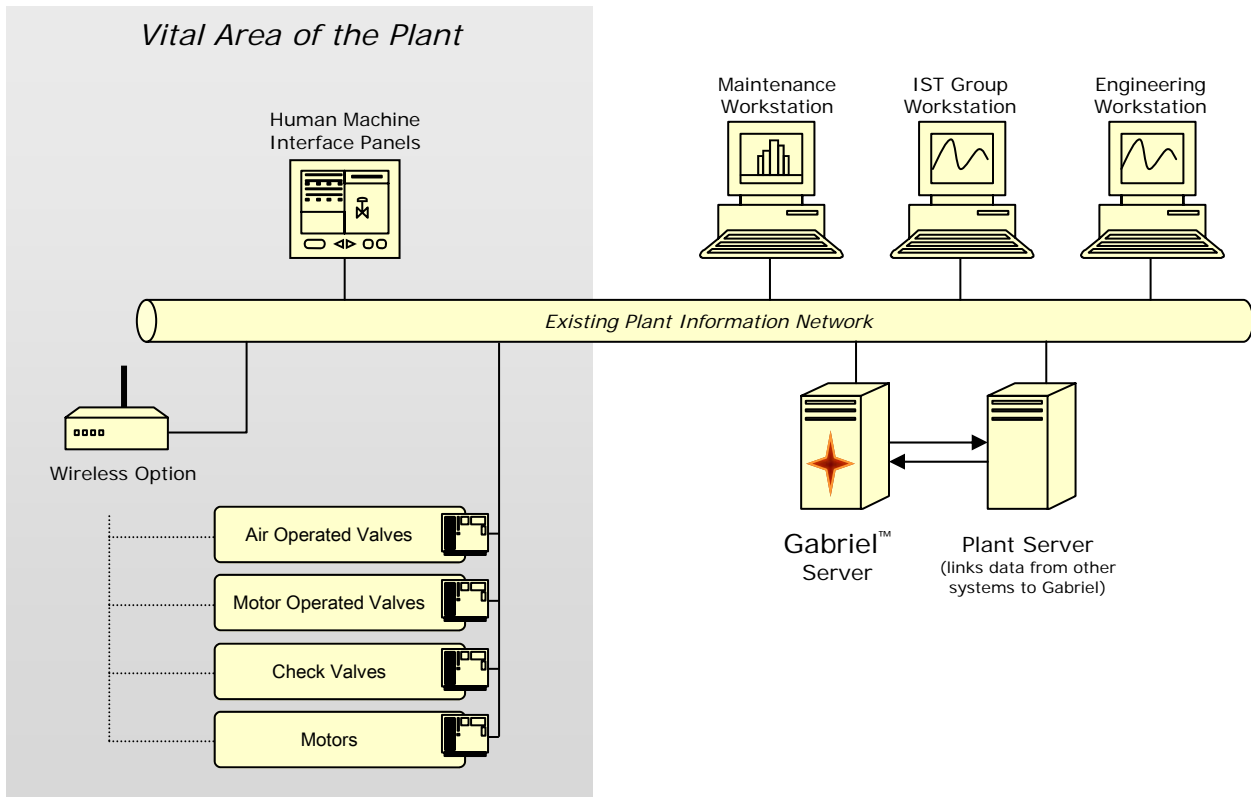 Vital Area of the Plant
Human Machine
Interface Panels
Maintenance
Workstation
IST Group
Workstation
Engineering
Workstation
Existing Plant Information Network
Wireless Option
Air Operated Valves
Motor Operated Valves
Check Valves
Motors
Gabriel™
Server
Plant Server
(links data from other
systems to Gabriel)